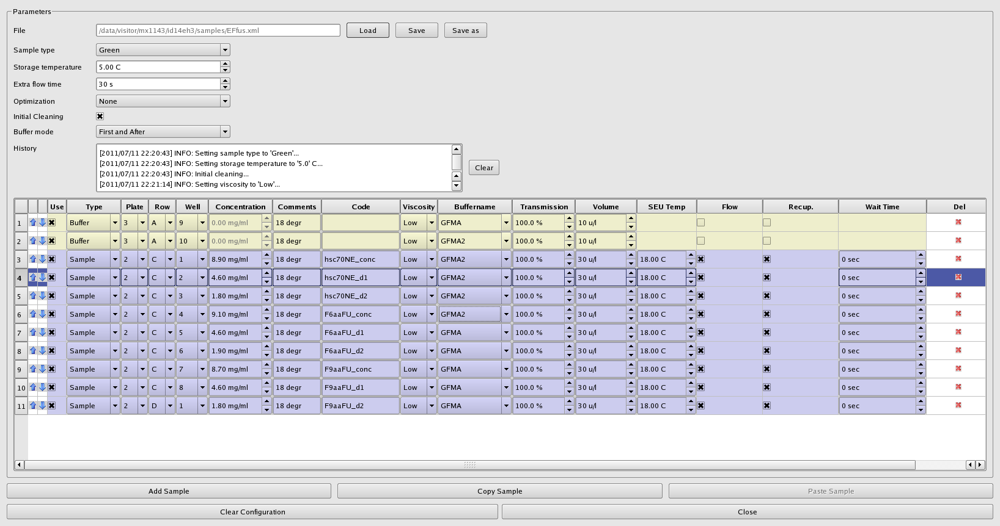 Parameters
File /data/visitor/mx1143/id14eh3/samples/EFfus.xml Load Save Save as
Sample type Green
Storage temperature 5.00 C
Extra flow time 30 s
Optimization None
Initial Cleaning
Buffer mode First and After
History
[2011/07/11 22:20:43] INFO: Setting sample type to 'Green'...
[2011/07/11 22:20:43] INFO: Setting storage temperature to '5.0' C...
[2011/07/11 22:20:43] INFO: Initial cleaning...
[2011/07/11 22:21:14] INFO: Setting viscosity to 'Low'...
Clear
Use Type Plate Row Well Concentration Comments Code Viscosity Buffername Transmission Volume SEU Temp Flow Recup. Wait Time Del
1 Buffer 3 A 9 0.00 mg/ml 18 degr Low GFMA 100.0 % 10 u/l
2 Buffer 3 A 10 0.00 mg/ml 18 degr Low GFMA2 100.0 % 10 u/l
3 Sample 2 C 1 8.90 mg/ml 18 degr hsc70NE_conc Low GFMA2 100.0 % 30 u/l 18.00 C 0 sec
4 Sample 2 C 2 4.60 mg/ml 18 degr hsc70NE_d1 Low GFMA2 100.0 % 30 u/l 18.00 C 0 sec
5 Sample 2 C 3 1.80 mg/ml 18 degr hsc70NE_d2 Low GFMA2 100.0 % 30 u/l 18.00 C 0 sec
6 Sample 2 C 4 9.10 mg/ml 18 degr F6aaFU_conc Low GFMA2 100.0 % 30 u/l 18.00 C 0 sec
7 Sample 2 C 5 4.60 mg/ml 18 degr F6aaFU_d1 Low GFMA 100.0 % 30 u/l 18.00 C 0 sec
8 Sample 2 C 6 1.90 mg/ml 18 degr F6aaFU_d2 Low GFMA 100.0 % 30 u/l 18.00 C 0 sec
9 Sample 2 C 7 8.70 mg/ml 18 degr F9aaFU_conc Low GFMA 100.0 % 30 u/l 18.00 C 0 sec
10 Sample 2 C 8 4.60 mg/ml 18 degr F9aaFU_d1 Low GFMA 100.0 % 30 u/l 18.00 C 0 sec
11 Sample 2 D 1 1.80 mg/ml 18 degr F9aaFU_d2 Low GFMA 100.0 % 30 u/l 18.00 C 0 sec
Add Sample Copy Sample Paste Sample
Clear Configuration Close